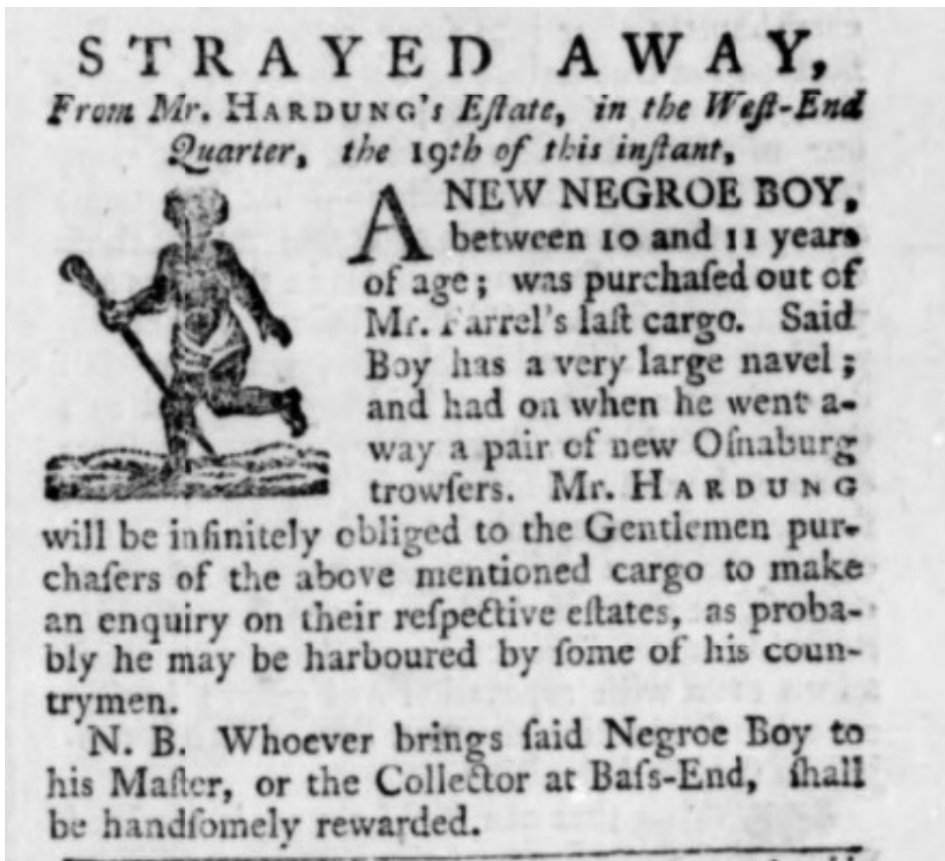 STRAYED AWAY,
From Mr. HARDUNG's Eſtate, in the Weſt-End
Quarter, the 19th of this inſtant,
A NEW NEGROE BOY,
between 10 and 11 years
of age; was purchaſed out of
Mr. Farrel's laſt cargo. Said
Boy has a very large navel;
and had on when he went a-
way a pair of new Oſnaburg
trowſers. Mr. HARDUNG
will be infinitely obliged to the Gentlemen pur-
chaſers of the above mentioned cargo to make
an enquiry on their reſpective eſtates, as proba-
bly he may be harboured by ſome of his coun-
trymen.
N. B. Whoever brings ſaid Negroe Boy to
his Maſter, or the Collector at Baſs-End, ſhall
be handſomely rewarded.